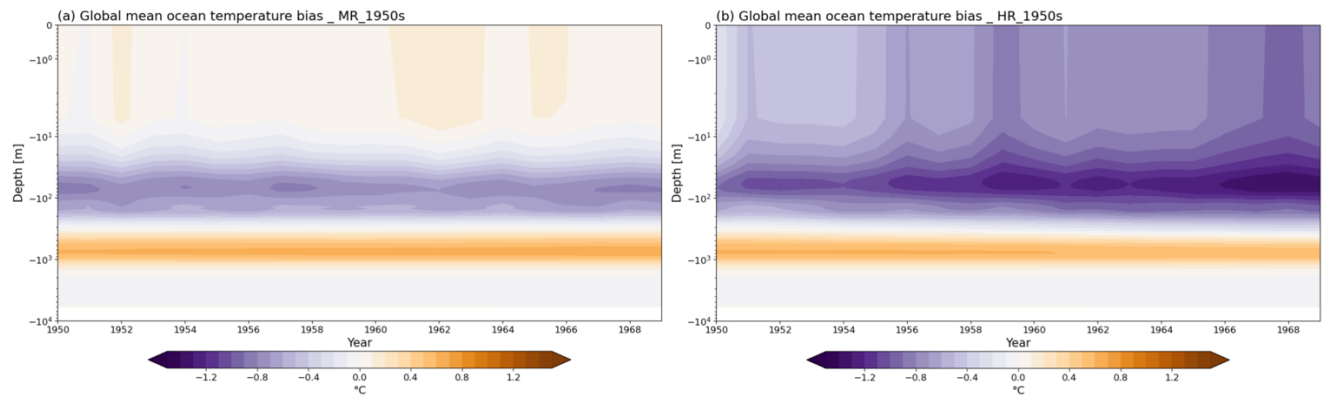 (a) Global mean ocean temperature bias _ MR_1950s
0
−10⁰
−10¹
−10²
−10³
−10⁴
Depth [m]
1950 1952 1954 1956 1958 1960 1962 1964 1966 1968
Year
−1.2 −0.8 −0.4 0.0 0.4 0.8 1.2
°C
(b) Global mean ocean temperature bias _ HR_1950s
0
−10⁰
−10¹
−10²
−10³
−10⁴
Depth [m]
1950 1952 1954 1956 1958 1960 1962 1964 1966 1968
Year
−1.2 −0.8 −0.4 0.0 0.4 0.8 1.2
°C